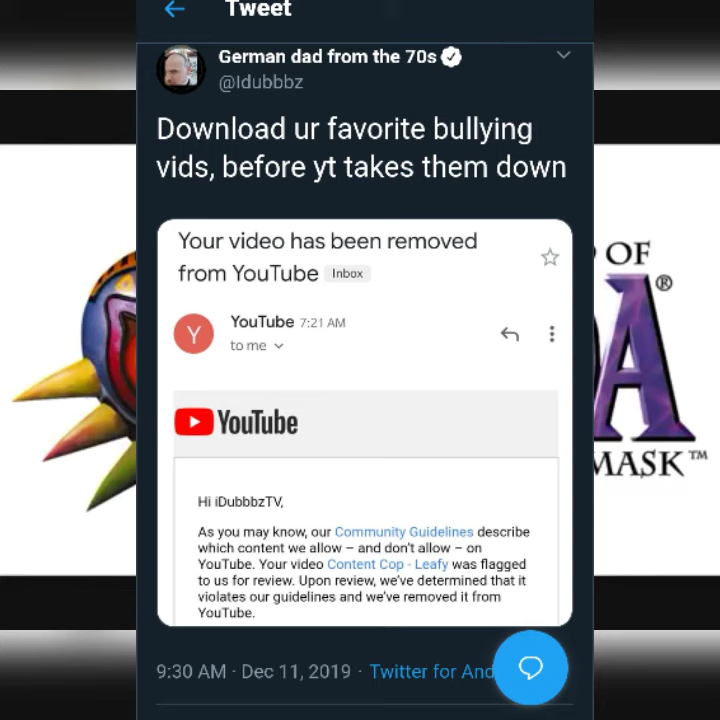 Tweet
German dad from the 70s
@Idubbbz
Download ur favorite bullying
vids, before yt takes them down
Your video has been removed
from YouTube Inbox
Y
YouTube 7:21 AM
to me
YouTube
Hi iDubbbzTV,
As you may know, our Community Guidelines describe
which content we allow – and don't allow – on
YouTube. Your video Content Cop - Leafy was flagged
to us for review. Upon review, we've determined that it
violates our guidelines and we've removed it from
YouTube.
9:30 AM · Dec 11, 2019 · Twitter for And
OF
A®
MASK™